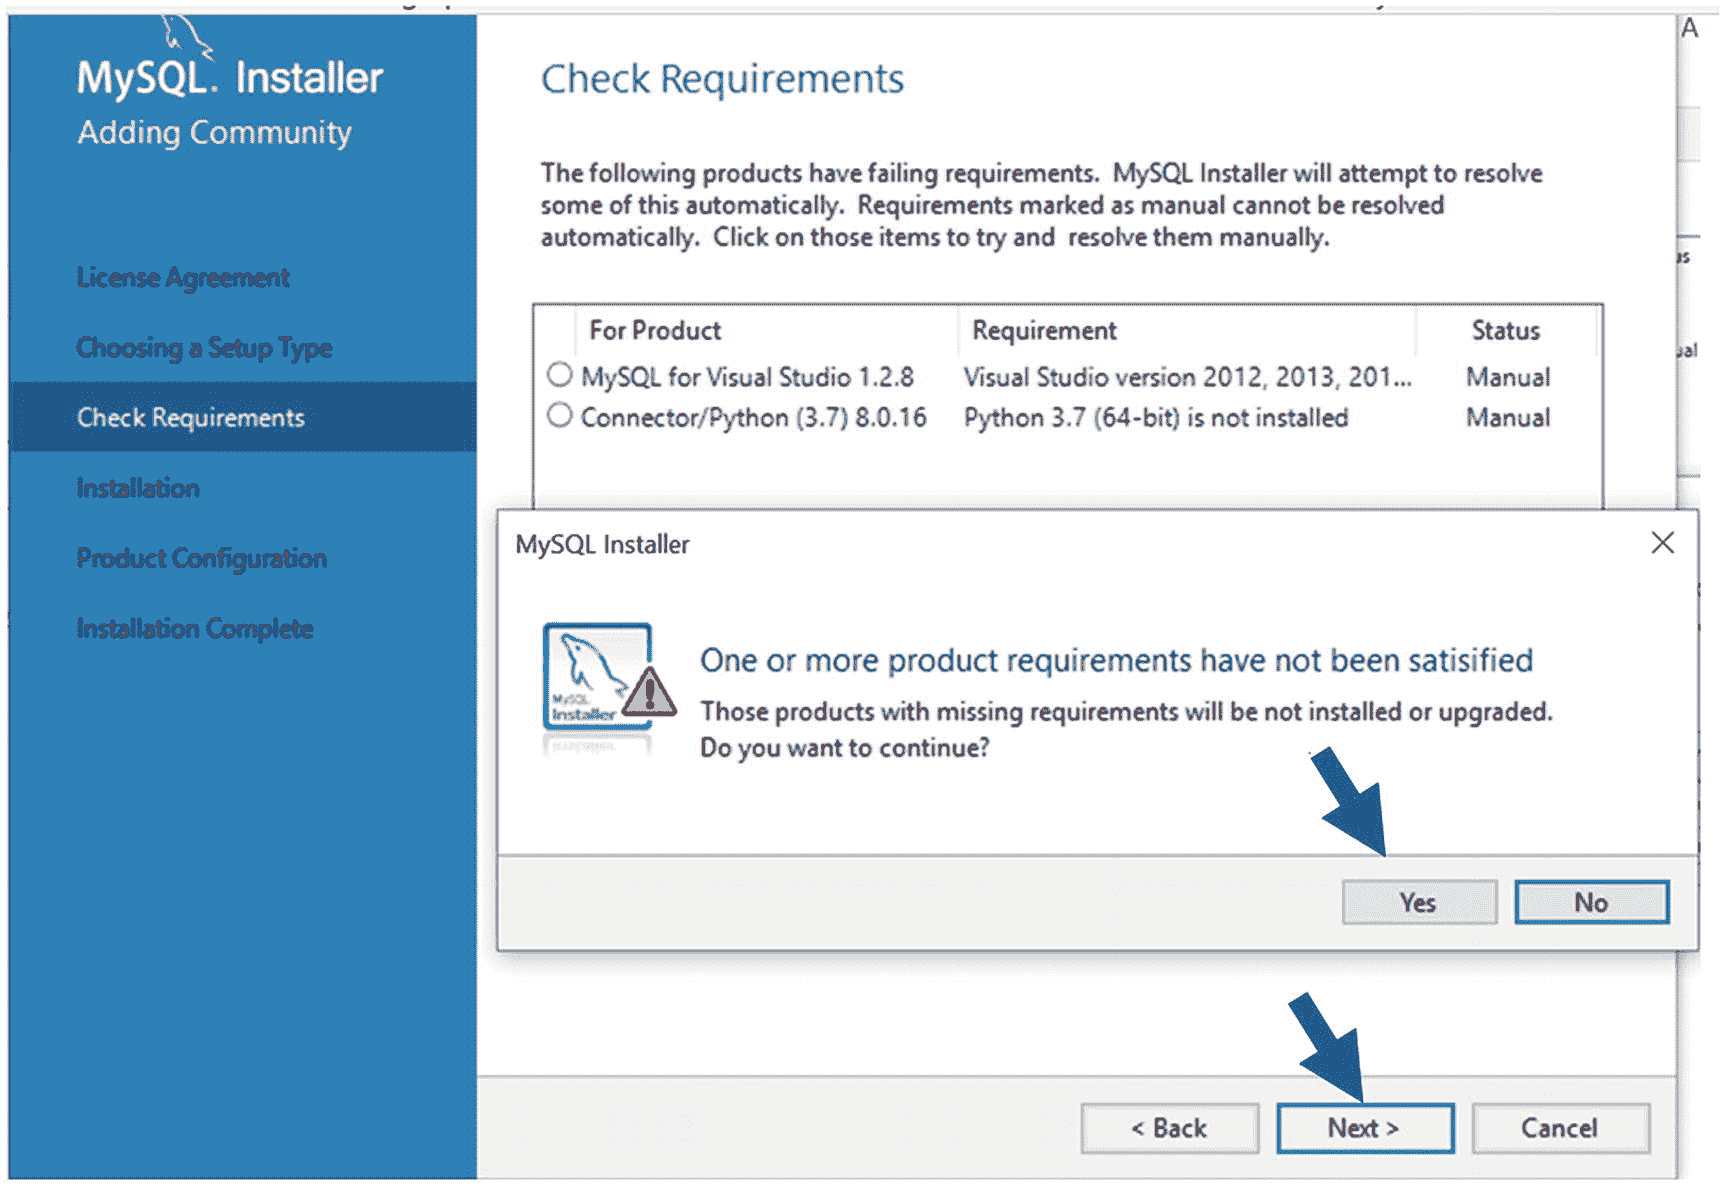 MySQL. Installer
Adding Community
License Agreement
Choosing a Setup Type
Check Requirements
Installation
Product Configuration
Installation Complete
Check Requirements
The following products have failing requirements. MySQL Installer will attempt to resolve
some of this automatically. Requirements marked as manual cannot be resolved
automatically. Click on those items to try and resolve them manually.
For Product Requirement Status
MySQL for Visual Studio 1.2.8 Visual Studio version 2012, 2013, 201... Manual
Connector/Python (3.7) 8.0.16 Python 3.7 (64-bit) is not installed Manual
MySQL Installer
MySQL
Installer
One or more product requirements have not been satisified
Those products with missing requirements will be not installed or upgraded.
Do you want to continue?
Yes No
< Back Next > Cancel
A